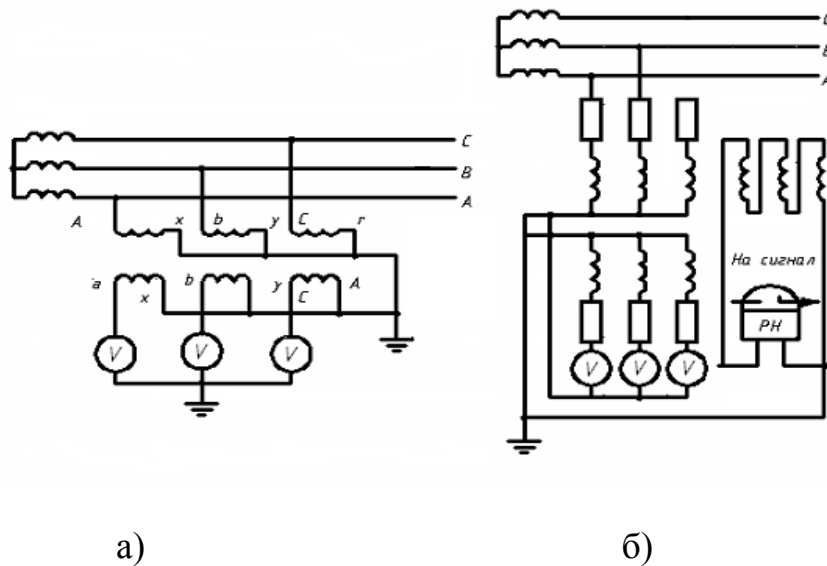 C
B
A
A x b y C r
a x b y C A
V V V
а)
A
На сигнал
РН
V V V
б)